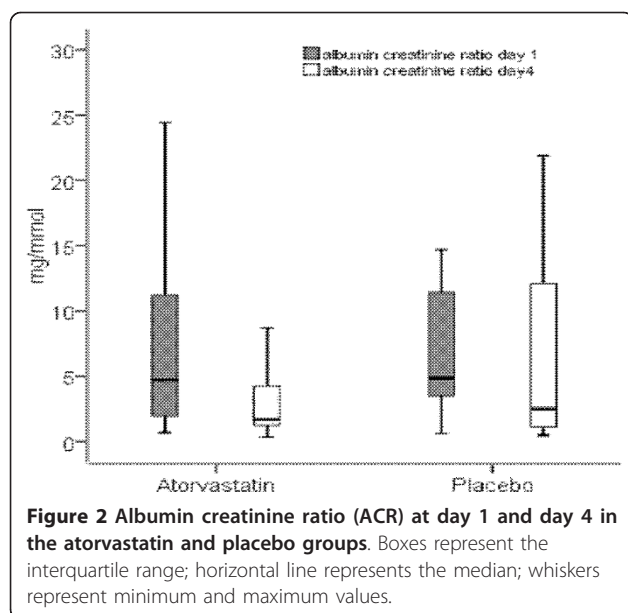 30
albumin creatinine ratio day 1
albumin creatinine ratio day4
25
20
mg/mmol
15
10
5
0
Atorvastatin Placebo
Figure 2 Albumin creatinine ratio (ACR) at day 1 and day 4 in
the atorvastatin and placebo groups. Boxes represent the
interquartile range; horizontal line represents the median; whiskers
represent minimum and maximum values.